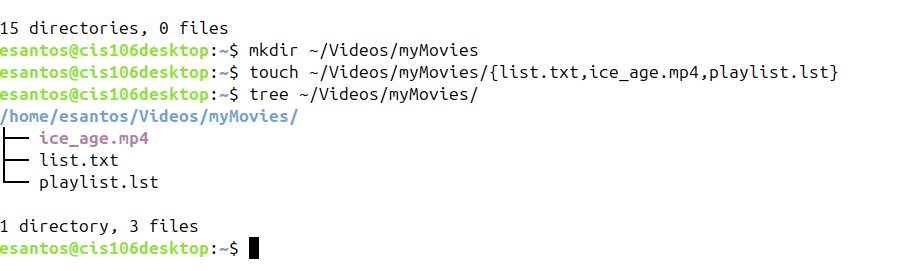 15 directories, 0 files
esantos@cis106desktop:~$ mkdir ~/Videos/myMovies
esantos@cis106desktop:~$ touch ~/Videos/myMovies/{list.txt,ice_age.mp4,playlist.lst}
esantos@cis106desktop:~$ tree ~/Videos/myMovies/
/home/esantos/Videos/myMovies/
├── ice_age.mp4
├── list.txt
└── playlist.lst

1 directory, 3 files
esantos@cis106desktop:~$